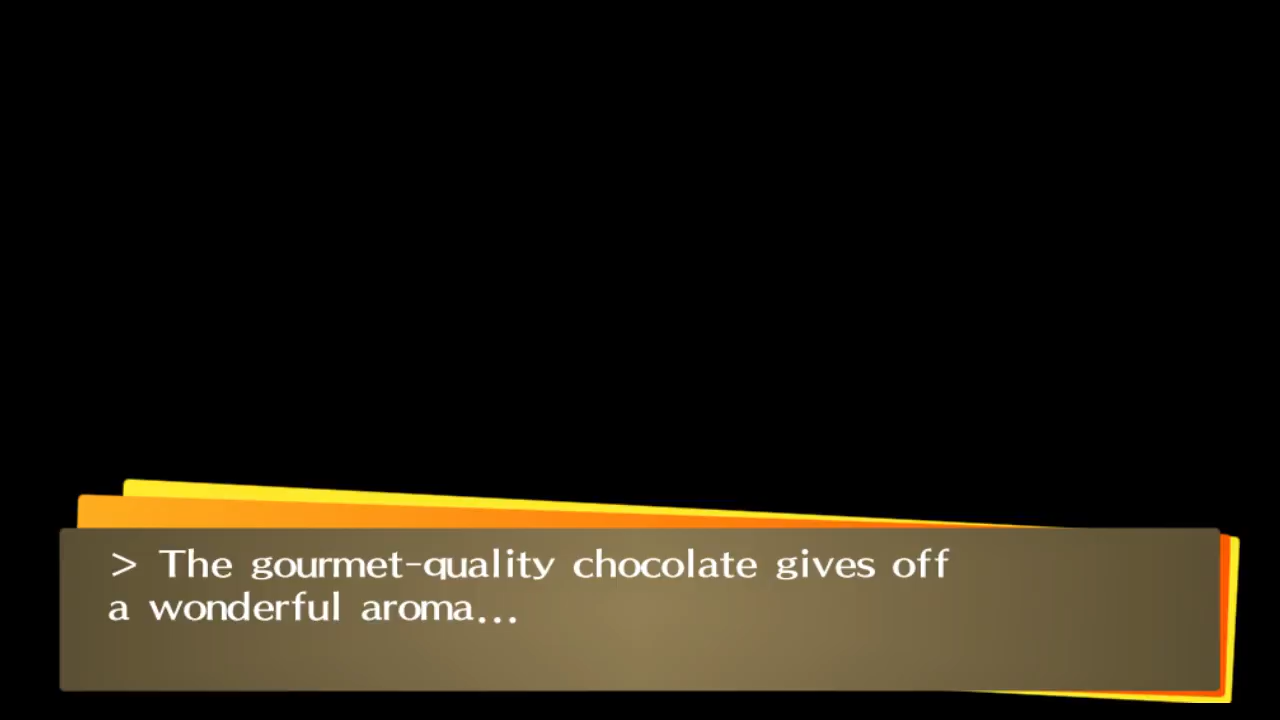 > The gourmet-quality chocolate gives off
a wonderful aroma...